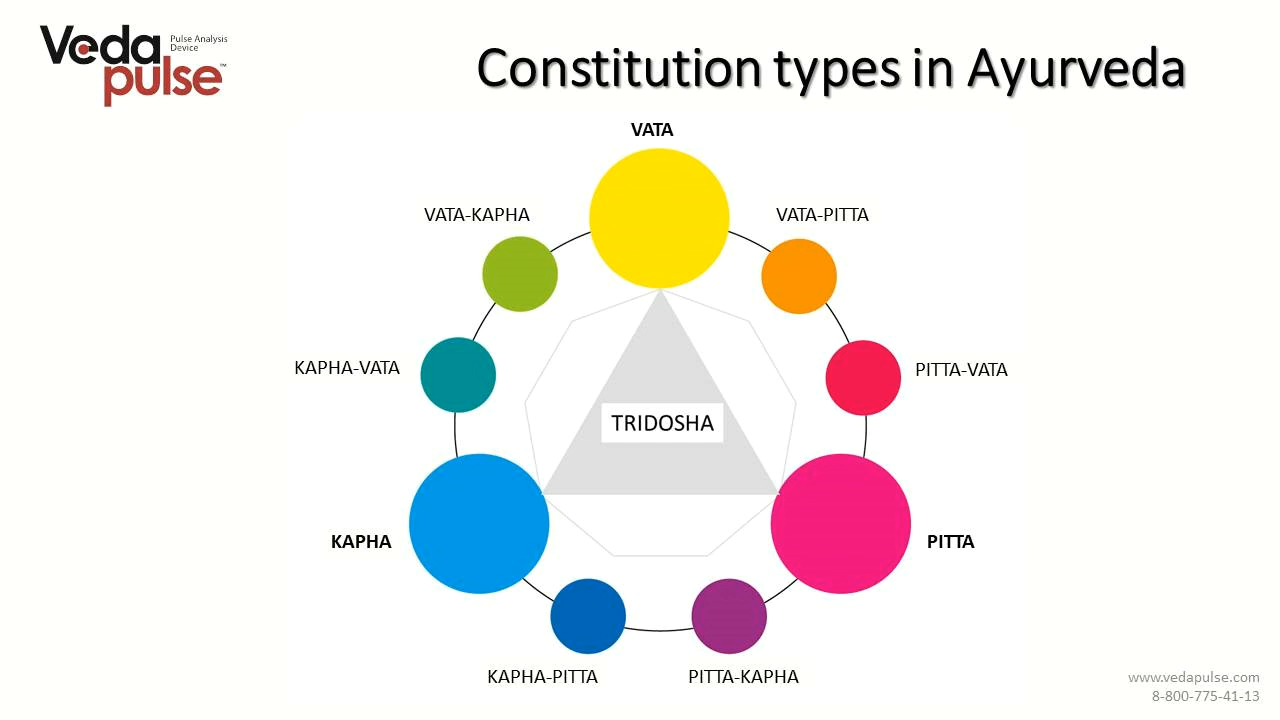 Veda
pulse™
Pulse Analysis
Device
Constitution types in Ayurveda
VATA
VATA-KAPHA
VATA-PITTA
KAPHA-VATA
PITTA-VATA
TRIDOSHA
KAPHA
PITTA
KAPHA-PITTA
PITTA-KAPHA
www.vedapulse.com
8-800-775-41-13